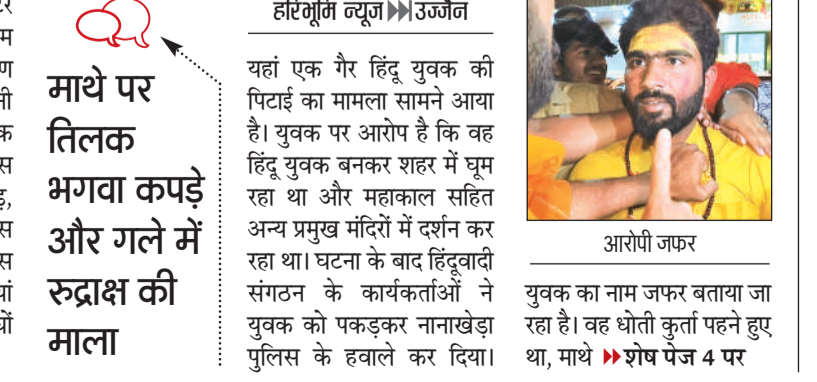 माथे पर
तिलक
भगवा कपड़े
और गले में
रुद्राक्ष की
माला
हरिभूमि न्यूज▶▶उज्जैन
यहां एक गैर हिंदू युवक की
पिटाई का मामला सामने आया
है। युवक पर आरोप है कि वह
हिंदू युवक बनकर शहर में घूम
रहा था और महाकाल सहित
अन्य प्रमुख मंदिरों में दर्शन कर
रहा था। घटना के बाद हिंदूवादी
संगठन के कार्यकर्ताओं ने
युवक को पकड़कर नानाखेड़ा
पुलिस के हवाले कर दिया।
आरोपी जफर
युवक का नाम जफर बताया जा
रहा है। वह धोती कुर्ता पहने हुए
था, माथे ▶▶शेष पेज 4 पर